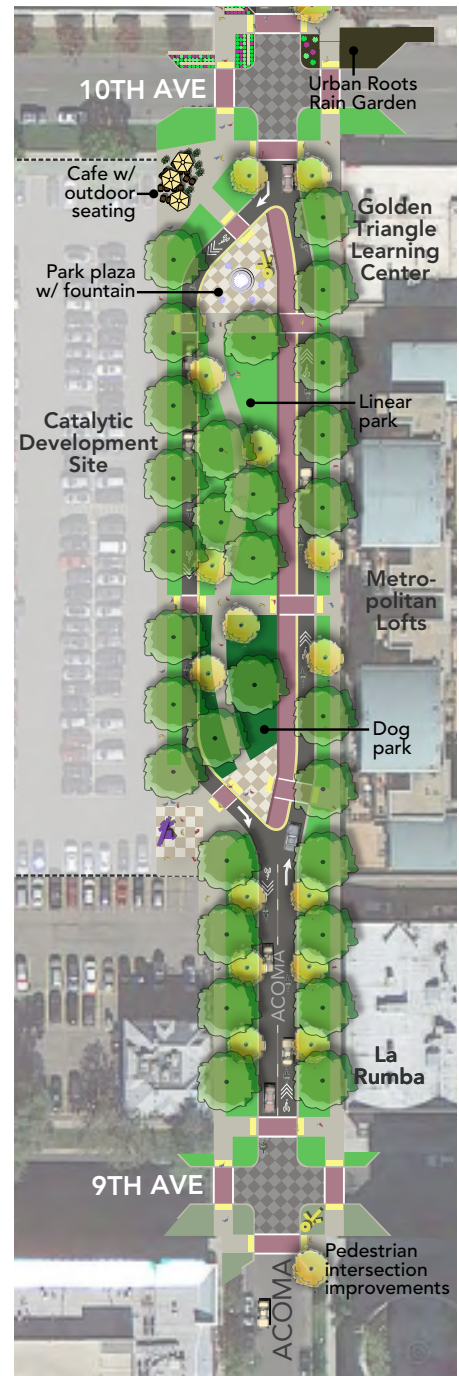 10TH AVE
Urban Roots
Rain Garden
Cafe w/
outdoor
seating
Golden
Triangle
Learning
Center
Park plaza
w/ fountain
Linear
park
Catalytic
Development
Site
Metro-
politan
Lofts
Dog
park
ACOMA
La
Rumba
9TH AVE
Pedestrian
intersection
improvements
ACOMA